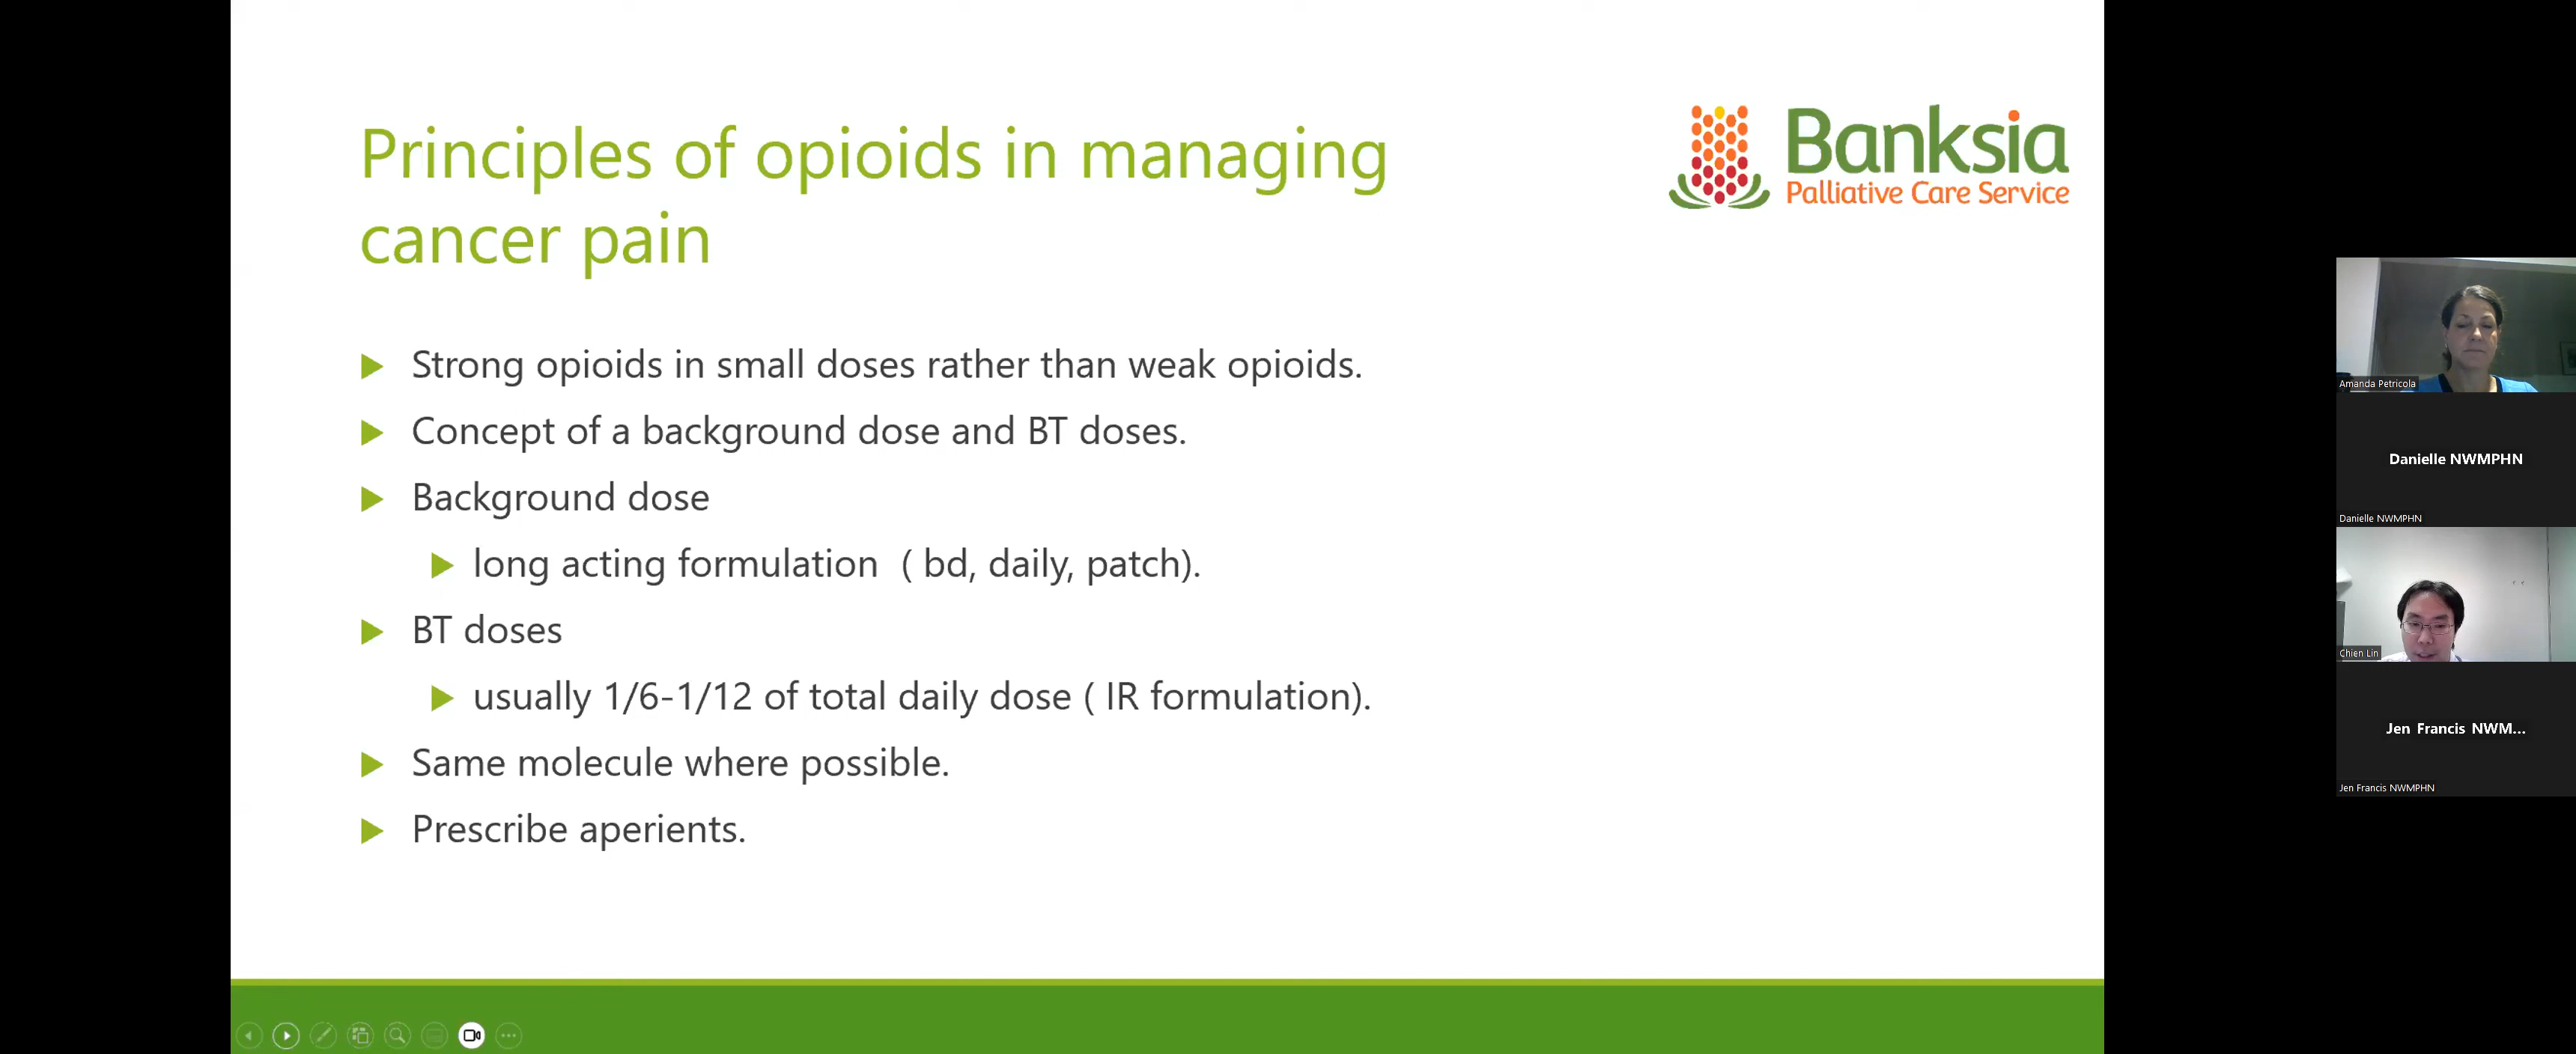 Principles of opioids in managing
cancer pain
Banksia
Palliative Care Service
Strong opioids in small doses rather than weak opioids.
Concept of a background dose and BT doses.
Background dose
long acting formulation ( bd, daily, patch).
BT doses
usually 1/6-1/12 of total daily dose ( IR formulation).
Same molecule where possible.
Prescribe aperients.
Amanda Petricola
Danielle NWMPHN
Danielle NWMPHN
Chien Lin
Jen Francis NWM...
Jen Francis NWMPHN